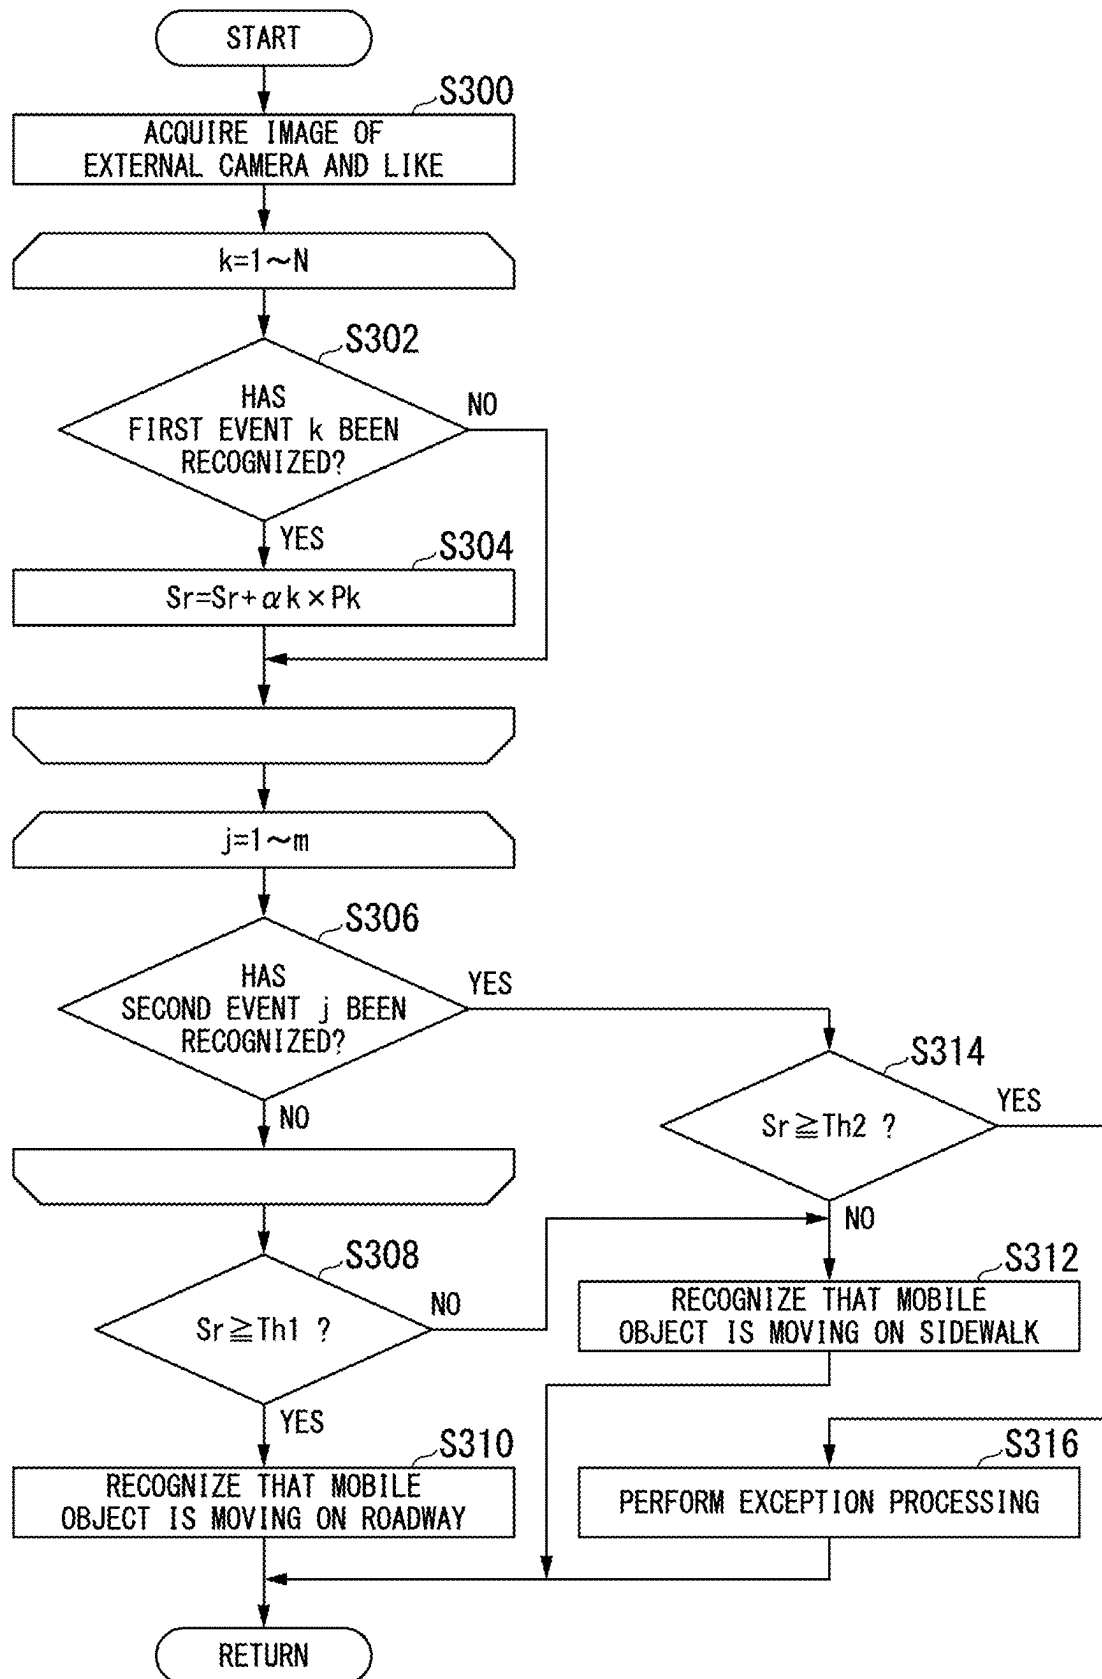 START
S300
ACQUIRE IMAGE OF
EXTERNAL CAMERA AND LIKE
k=1~N
S302
HAS
FIRST EVENT k BEEN
RECOGNIZED?
NO
YES
S304
Sr=Sr+αk×Pk
j=1~m
S306
HAS
SECOND EVENT j BEEN
RECOGNIZED?
YES
NO
S314
Sr≧Th2 ?
YES
NO
S308
Sr≧Th1 ?
NO
YES
S312
RECOGNIZE THAT MOBILE
OBJECT IS MOVING ON SIDEWALK
S310
RECOGNIZE THAT MOBILE
OBJECT IS MOVING ON ROADWAY
S316
PERFORM EXCEPTION PROCESSING
RETURN